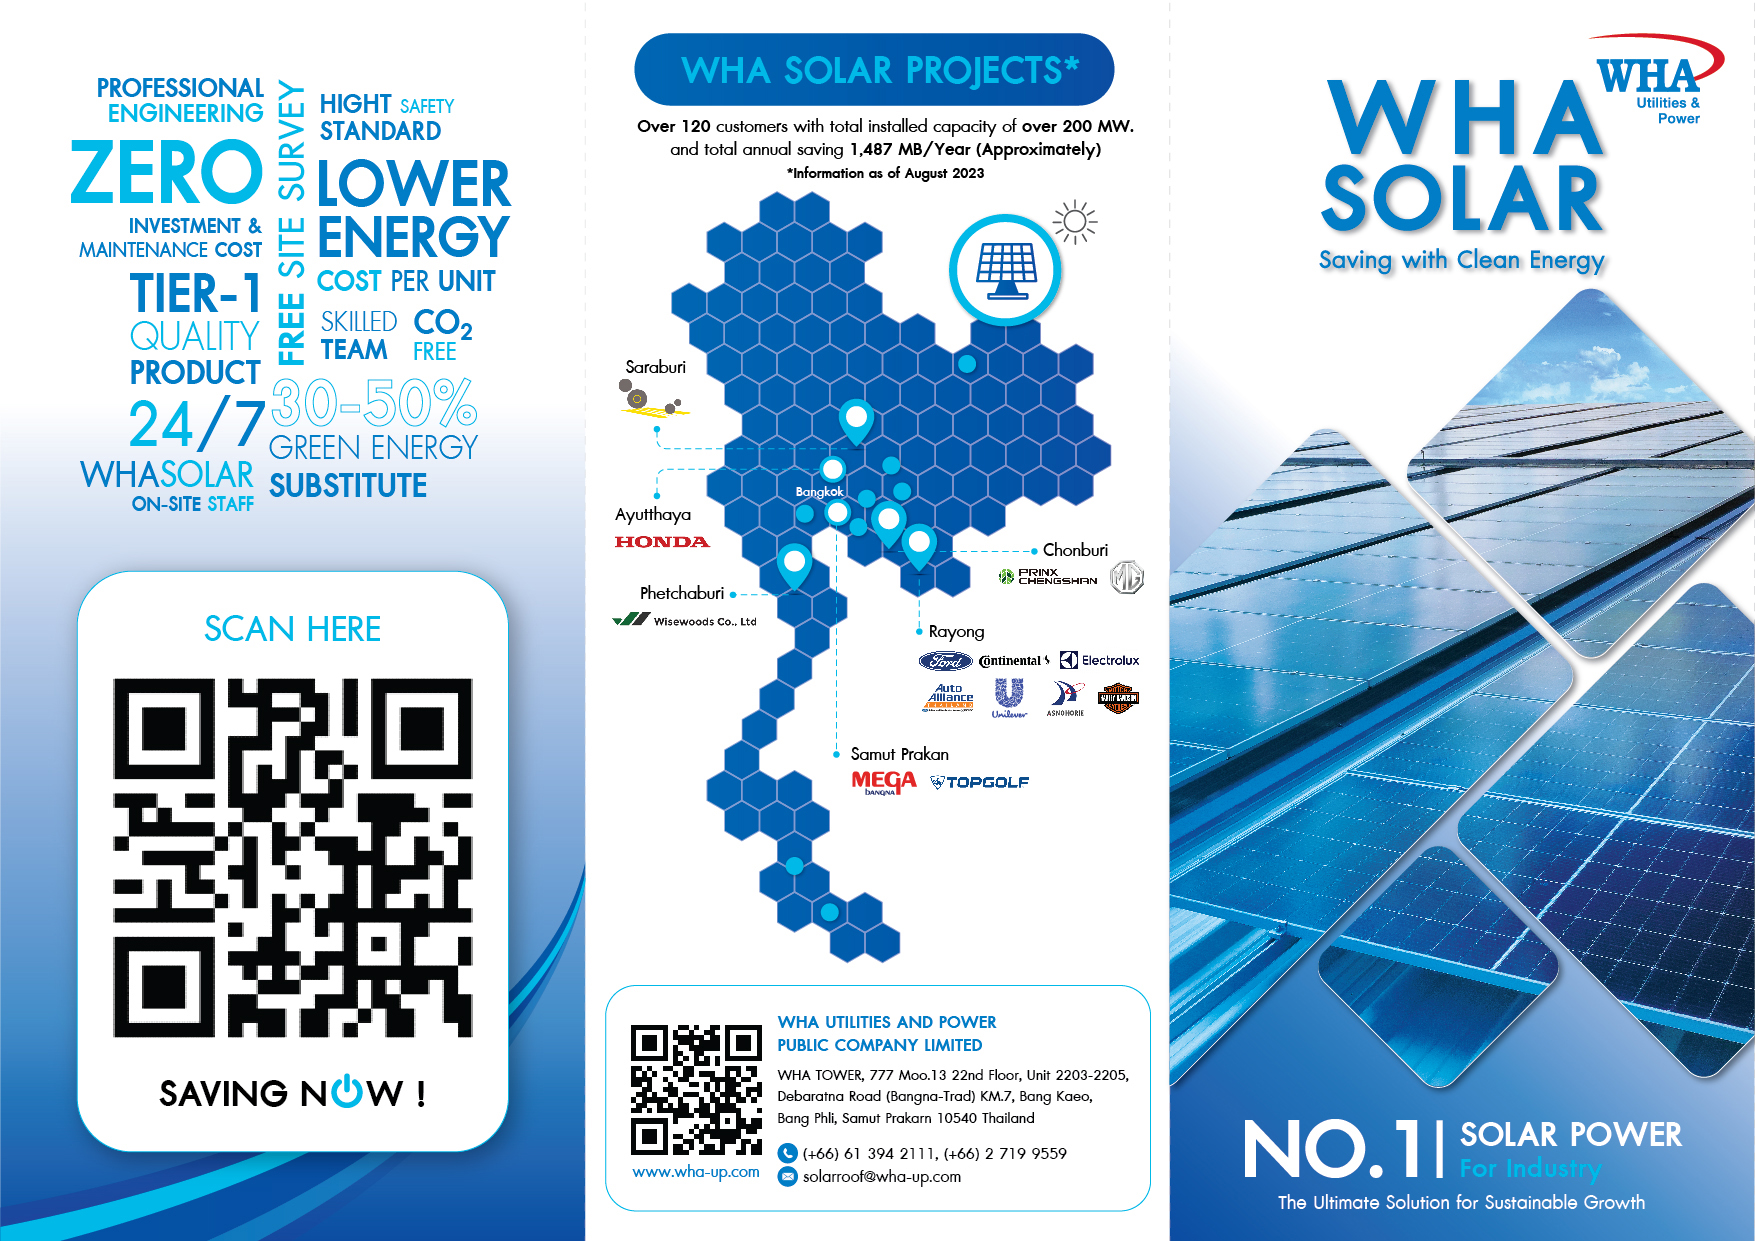 PROFESSIONAL
ENGINEERING
ZERO
INVESTMENT &
MAINTENANCE COST
TIER-1
QUALITY
PRODUCT
24/7
WHASOLAR
ON-SITE STAFF
FREE SITE SURVEY
HIGHT SAFETY
STANDARD
LOWER
ENERGY
COST PER UNIT
SKILLED
TEAM
CO2
FREE
30-50%
GREEN ENERGY
SUBSTITUTE
SCAN HERE
SAVING NOW !
WHA SOLAR PROJECTS*
Over 120 customers with total installed capacity of over 200 MW.
and total annual saving 1,487 MB/Year (Approximately)
*Information as of August 2023
Saraburi
Bangkok
Ayutthaya
HONDA
Phetchaburi
Wisewoods Co., Ltd
Chonburi
PRINX
CHENGSHAN
MG
Rayong
Ford
Continental
Electrolux
Auto
Alliance
THAILAND
Unilever
ASNOHORIE
HARLEY-DAVIDSON
Samut Prakan
MEGA
BANGNA
TOPGOLF
WHA UTILITIES AND POWER
PUBLIC COMPANY LIMITED
WHA TOWER, 777 Moo.13 22nd Floor, Unit 2203-2205,
Debaratna Road (Bangna-Trad) KM.7, Bang Kaeo,
Bang Phli, Samut Prakarn 10540 Thailand
(+66) 61 394 2111, (+66) 2 719 9559
solarroof@wha-up.com
www.wha-up.com
WHA
Utilities &
Power
WHA
SOLAR
Saving with Clean Energy
NO.1
SOLAR POWER
For Industry
The Ultimate Solution for Sustainable Growth